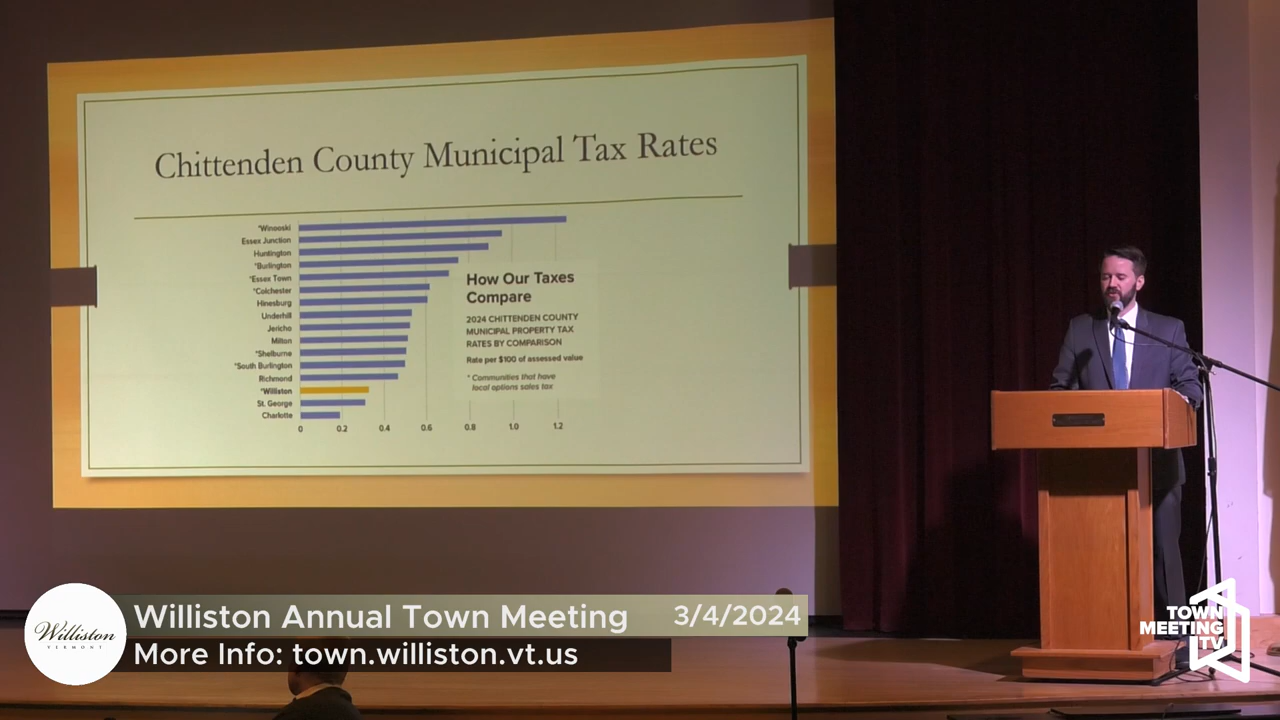 Chittenden County Municipal Tax Rates
*Winooski
Essex Junction
Huntington
*Burlington
*Essex Town
*Colchester
Hinesburg
Underhill
Jericho
Milton
*Shelburne
*South Burlington
Richmond
*Williston
St. George
Charlotte
0 0.2 0.4 0.6 0.8 1.0 1.2
How Our Taxes
Compare
2024 CHITTENDEN COUNTY
MUNICIPAL PROPERTY TAX
RATES BY COMPARISON
Rate per $100 of assessed value
* Communities that have
local options sales tax
Williston
VERMONT
Williston Annual Town Meeting 3/4/2024
More Info: town.williston.vt.us
TOWN
MEETING
TV